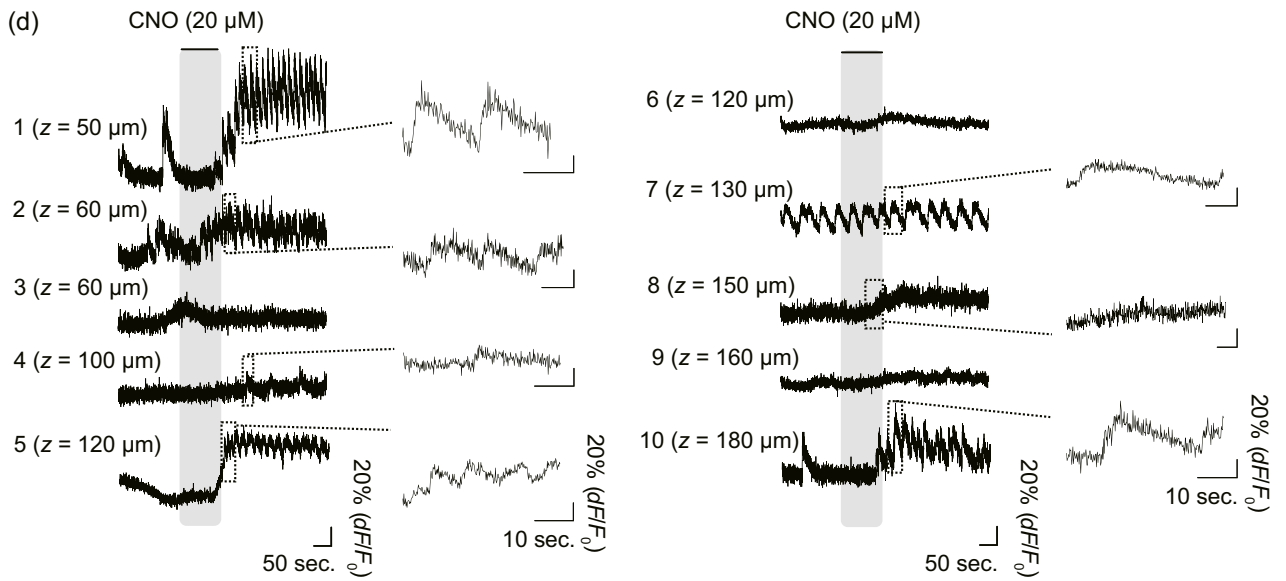 (d)
CNO (20 μM)
1 (z = 50 μm)
2 (z = 60 μm)
3 (z = 60 μm)
4 (z = 100 μm)
5 (z = 120 μm)
20% (dF/F0)
50 sec.
20% (dF/F0)
10 sec.
CNO (20 μM)
6 (z = 120 μm)
7 (z = 130 μm)
8 (z = 150 μm)
9 (z = 160 μm)
10 (z = 180 μm)
20% (dF/F0)
50 sec.
20% (dF/F0)
10 sec.